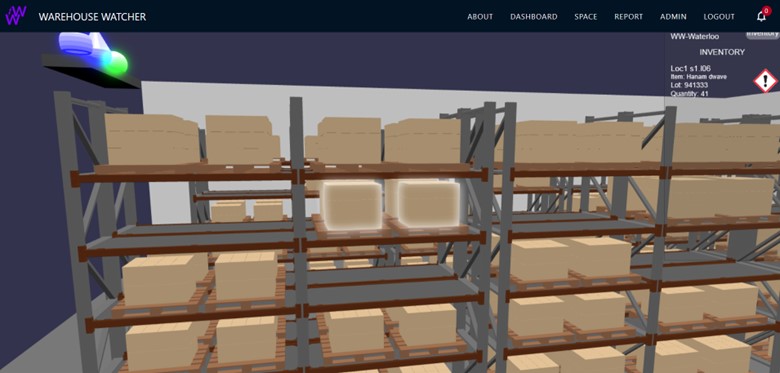 WW
WAREHOUSE WATCHER
ABOUT
DASHBOARD
SPACE
REPORT
ADMIN
LOGOUT
0
WW-Waterloo
Inventory
INVENTORY
Loc1 s1 l06
Item: Hanam dwave
Lot: 941333
Quantity: 41